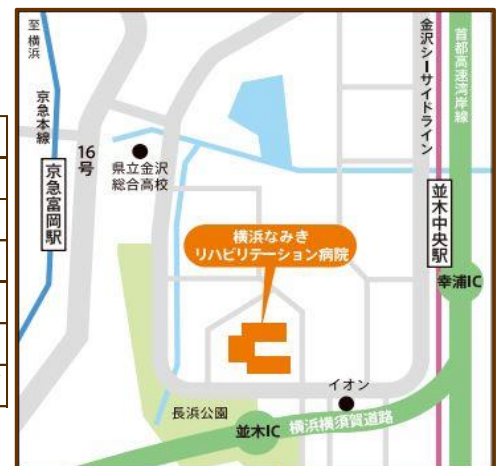 至横浜
京急本線
京急富岡駅
16号
県立金沢
総合高校
金沢シーサイドライン
首都高速湾岸線
並木中央駅
幸浦IC
横浜なみき
リハビリテーション病院
イオン
長浜公園
並木IC
横浜横須賀道路